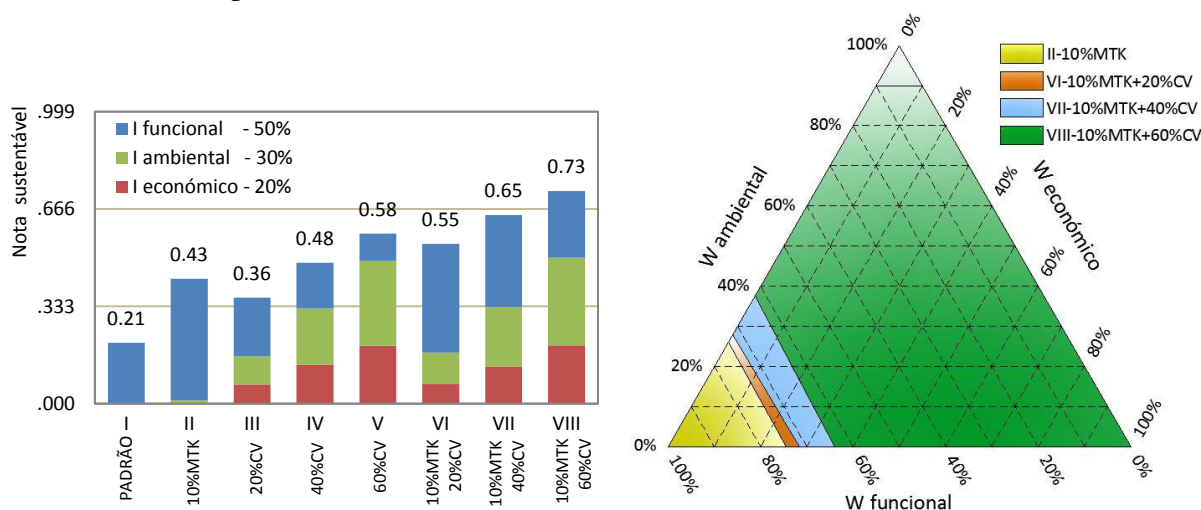 Nota sustentável
.999
.666
.333
.000
I funcional - 50%
I ambiental - 30%
I económico - 20%
0.21
0.43
0.36
0.48
0.58
0.55
0.65
0.73
I
II
III
IV
V
VI
VII
VIII
PADRÃO
10%MTK
20%CV
40%CV
60%CV
10%MTK
20%CV
10%MTK
40%CV
10%MTK
60%CV
II-10%MTK
VI-10%MTK+20%CV
VII-10%MTK+40%CV
VIII-10%MTK+60%CV
W ambiental
100%
80%
60%
40%
20%
0%
W económico
0%
20%
40%
60%
80%
100%
100%
80%
60%
40%
20%
0%
W funcional